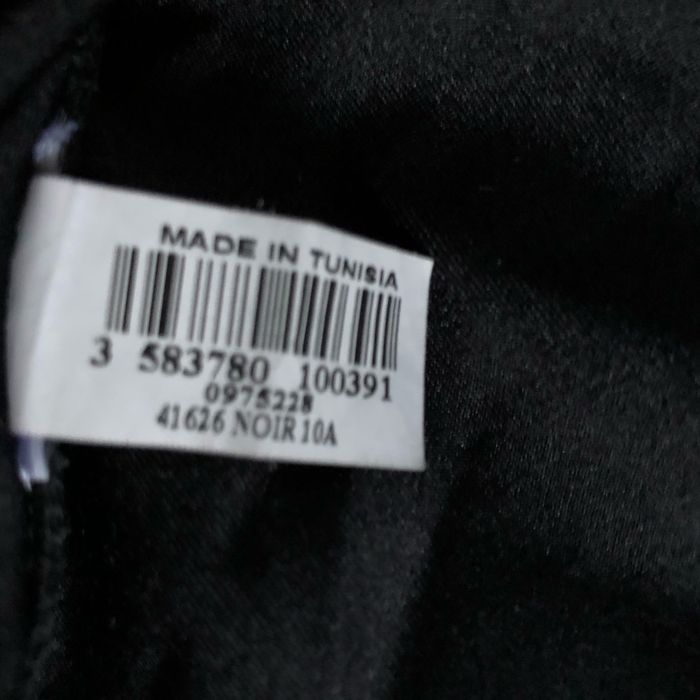 MADE IN TUNISIA
3 583780 100391
0975228
41626 NOIR 10A